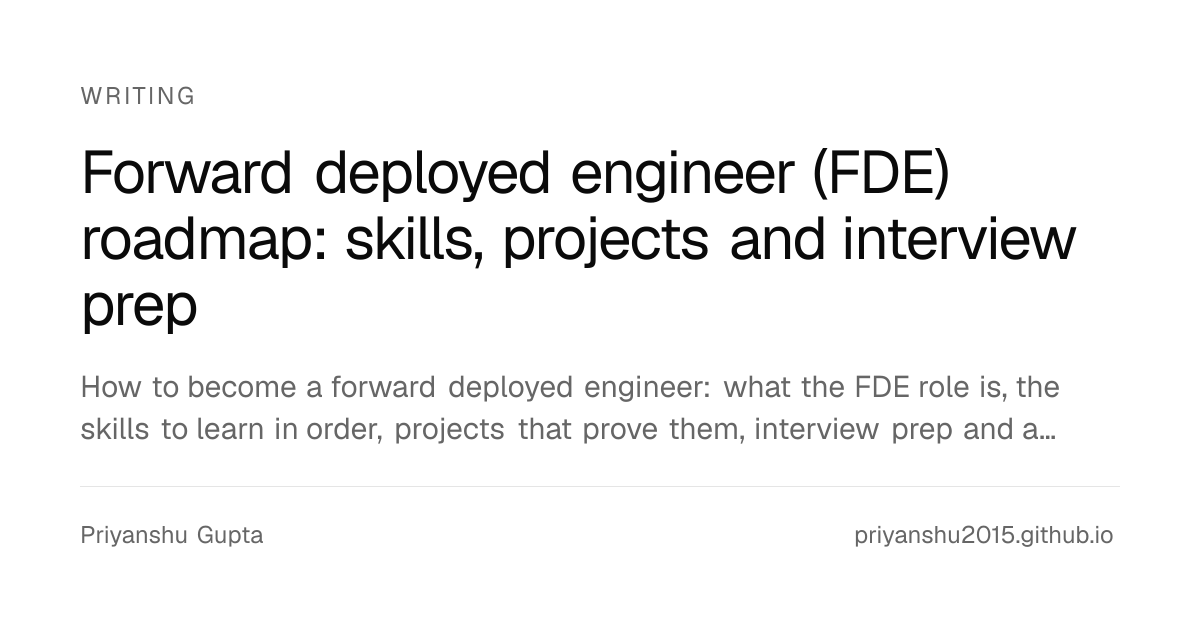 WRITING
Forward deployed engineer (FDE)
roadmap: skills, projects and interview
prep
How to become a forward deployed engineer: what the FDE role is, the
skills to learn in order, projects that prove them, interview prep and a...
Priyanshu Gupta
priyanshu2015.github.io